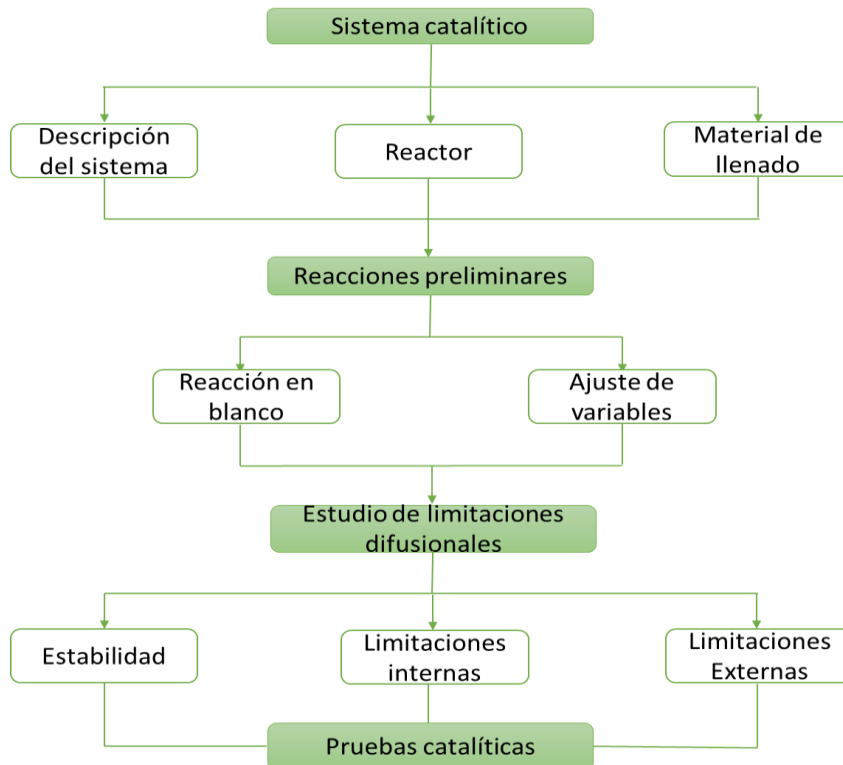 Sistema catalítico
Descripción
del sistema
Reactor
Material de
llenado
Reacciones preliminares
Reacción en
blanco
Ajuste de
variables
Estudio de limitaciones
difusionales
Estabilidad
Limitaciones
internas
Limitaciones
Externas
Pruebas catalíticas